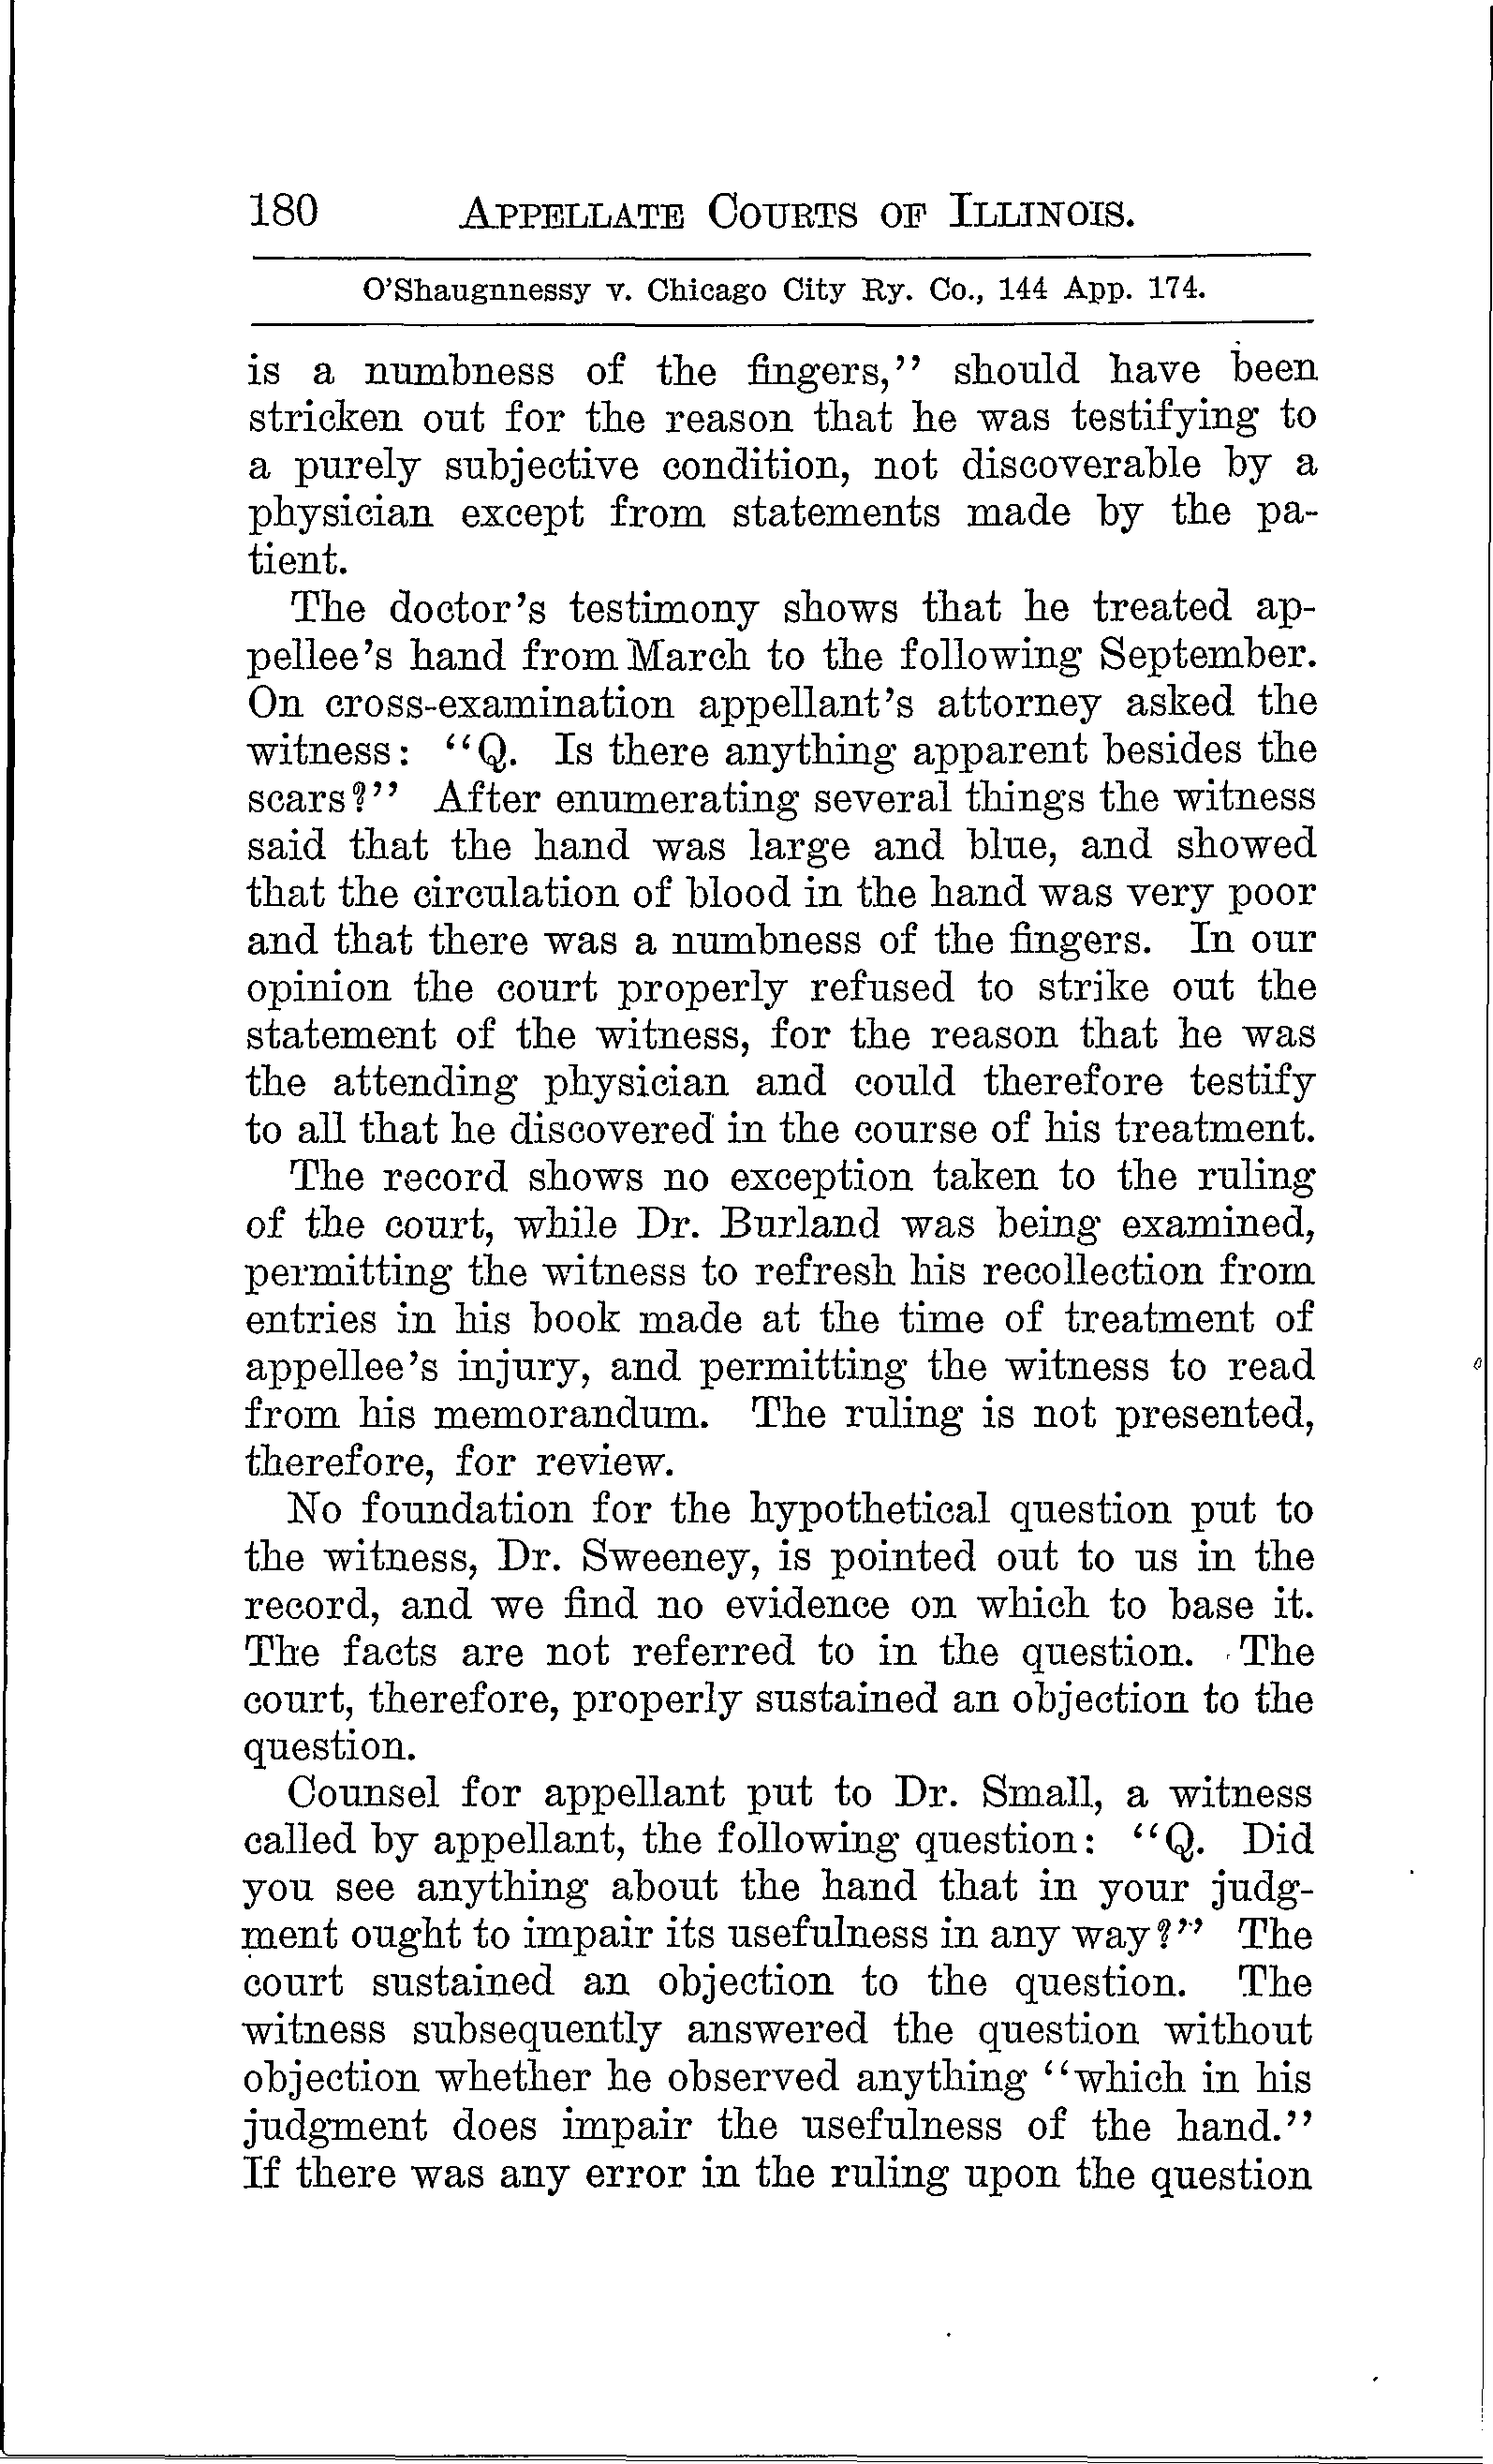 180 APPELLATE COURTS OF ILLINOIS.
O'Shaugnnessy v. Chicago City Ry. Co., 144 App. 174.
is a numbness of the fingers,'' should have been
stricken out for the reason that he was testifying to
a purely subjective condition, not discoverable by a
physician except from statements made by the pa-
tient.
The doctor's testimony shows that he treated ap-
pellee's hand from March to the following September.
On cross-examination appellant's attorney asked the
witness: ``Q. Is there anything apparent besides the
scars?'' After enumerating several things the witness
said that the hand was large and blue, and showed
that the circulation of blood in the hand was very poor
and that there was a numbness of the fingers. In our
opinion the court properly refused to strike out the
statement of the witness, for the reason that he was
the attending physician and could therefore testify
to all that he discovered in the course of his treatment.
The record shows no exception taken to the ruling
of the court, while Dr. Burland was being examined,
permitting the witness to refresh his recollection from
entries in his book made at the time of treatment of
appellee's injury, and permitting the witness to read
from his memorandum. The ruling is not presented,
therefore, for review.
No foundation for the hypothetical question put to
the witness, Dr. Sweeney, is pointed out to us in the
record, and we find no evidence on which to base it.
The facts are not referred to in the question. The
court, therefore, properly sustained an objection to the
question.
Counsel for appellant put to Dr. Small, a witness
called by appellant, the following question: ``Q. Did
you see anything about the hand that in your judg-
ment ought to impair its usefulness in any way?'' The
court sustained an objection to the question. The
witness subsequently answered the question without
objection whether he observed anything ``which in his
judgment does impair the usefulness of the hand.''
If there was any error in the ruling upon the question